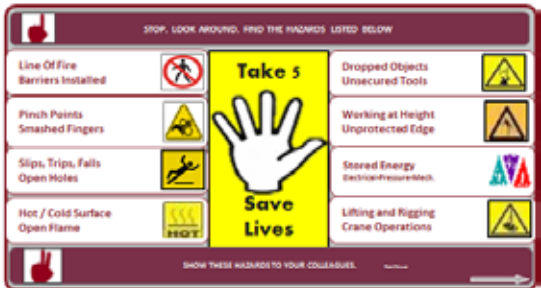 STOP, LOOK AROUND, FIND THE HAZARDS LISTED BELOW
Line Of Fire
Barriers Installed
Pinch Points
Smashed Fingers
Slips, Trips, Falls
Open Holes
Hot / Cold Surface
Open Flame
HOT
Take 5
Save
Lives
Dropped Objects
Unsecured Tools
Working at Height
Unprotected Edge
Stored Energy
Electrical-Pressure-Mech.
Lifting and Rigging
Crane Operations
SHOW THESE HAZARDS TO YOUR COLLEAGUES.